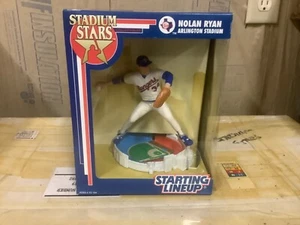 STADIUM
STARS
NOLAN RYAN
ARLINGTON STADIUM
STARTING
LINEUP